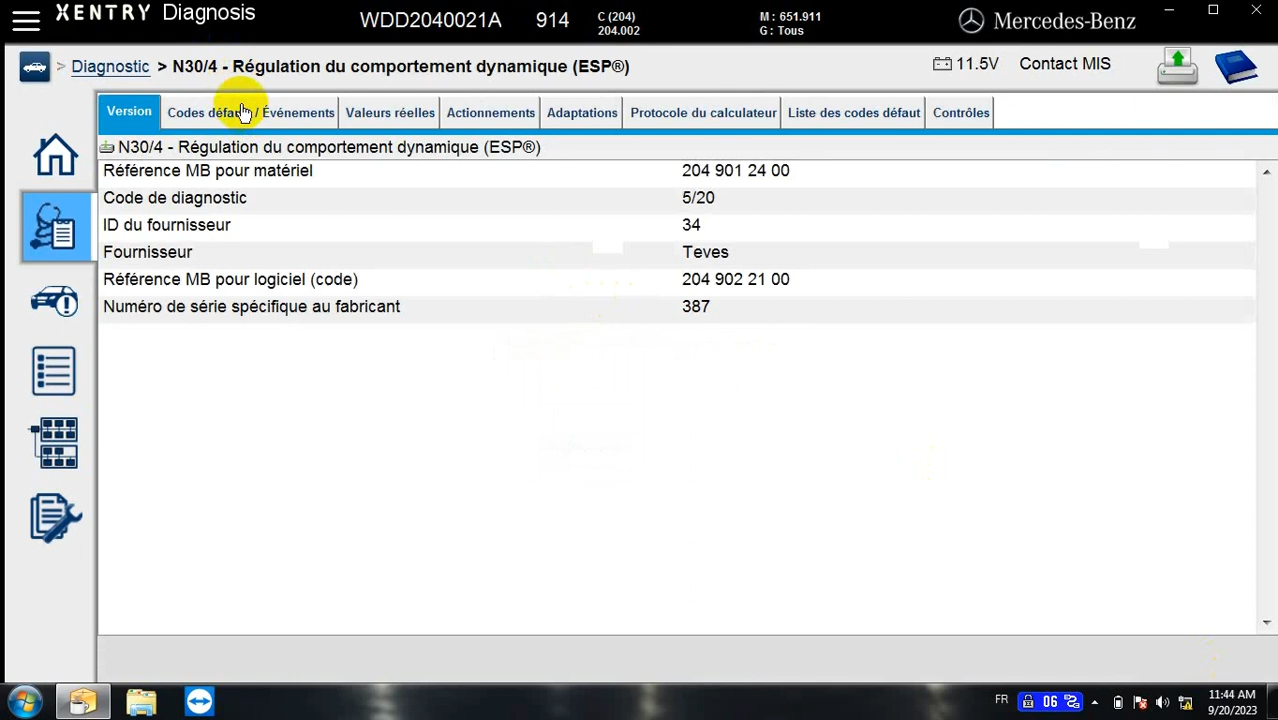 XENTRY Diagnosis
WDD2040021A 914 C (204) M : 651.911
204.002 G : Tous
Mercedes-Benz
> Diagnostic > N30/4 - Régulation du comportement dynamique (ESP®)
11.5V Contact MIS
Version Codes défauts / Événements Valeurs réelles Actionnements Adaptations Protocole du calculateur Liste des codes défaut Contrôles
N30/4 - Régulation du comportement dynamique (ESP®)
Référence MB pour matériel 204 901 24 00
Code de diagnostic 5/20
ID du fournisseur 34
Fournisseur Teves
Référence MB pour logiciel (code) 204 902 21 00
Numéro de série spécifique au fabricant 387
FR 06 11:44 AM
9/20/2023